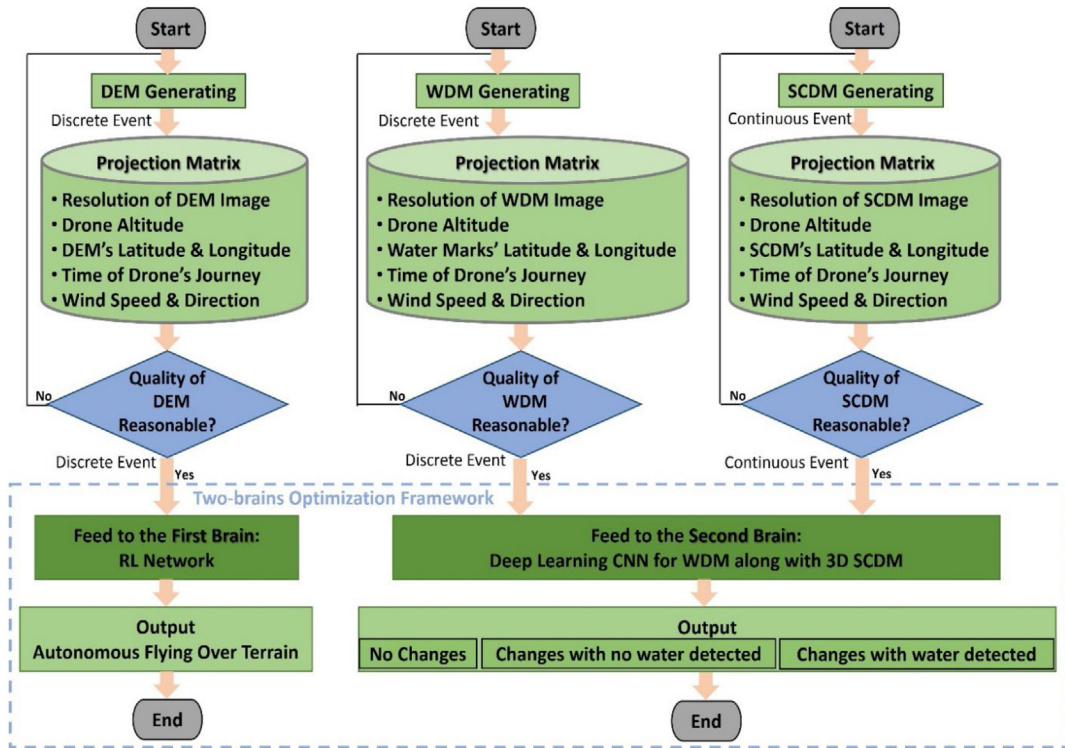 Start
DEM Generating
Discrete Event
Projection Matrix
• Resolution of DEM Image
• Drone Altitude
• DEM's Latitude & Longitude
• Time of Drone's Journey
• Wind Speed & Direction
Quality of
DEM
Reasonable?
No
Discrete Event
Yes
Start
WDM Generating
Discrete Event
Projection Matrix
• Resolution of WDM Image
• Drone Altitude
• Water Marks' Latitude & Longitude
• Time of Drone's Journey
• Wind Speed & Direction
Quality of
WDM
Reasonable?
No
Discrete Event
Yes
Start
SCDM Generating
Continuous Event
Projection Matrix
• Resolution of SCDM Image
• Drone Altitude
• SCDM's Latitude & Longitude
• Time of Drone's Journey
• Wind Speed & Direction
Quality of
SCDM
Reasonable?
No
Continuous Event
Yes
Two-brains Optimization Framework
Feed to the First Brain:
RL Network
Output
Autonomous Flying Over Terrain
End
Feed to the Second Brain:
Deep Learning CNN for WDM along with 3D SCDM
Output
No Changes
Changes with no water detected
Changes with water detected
End